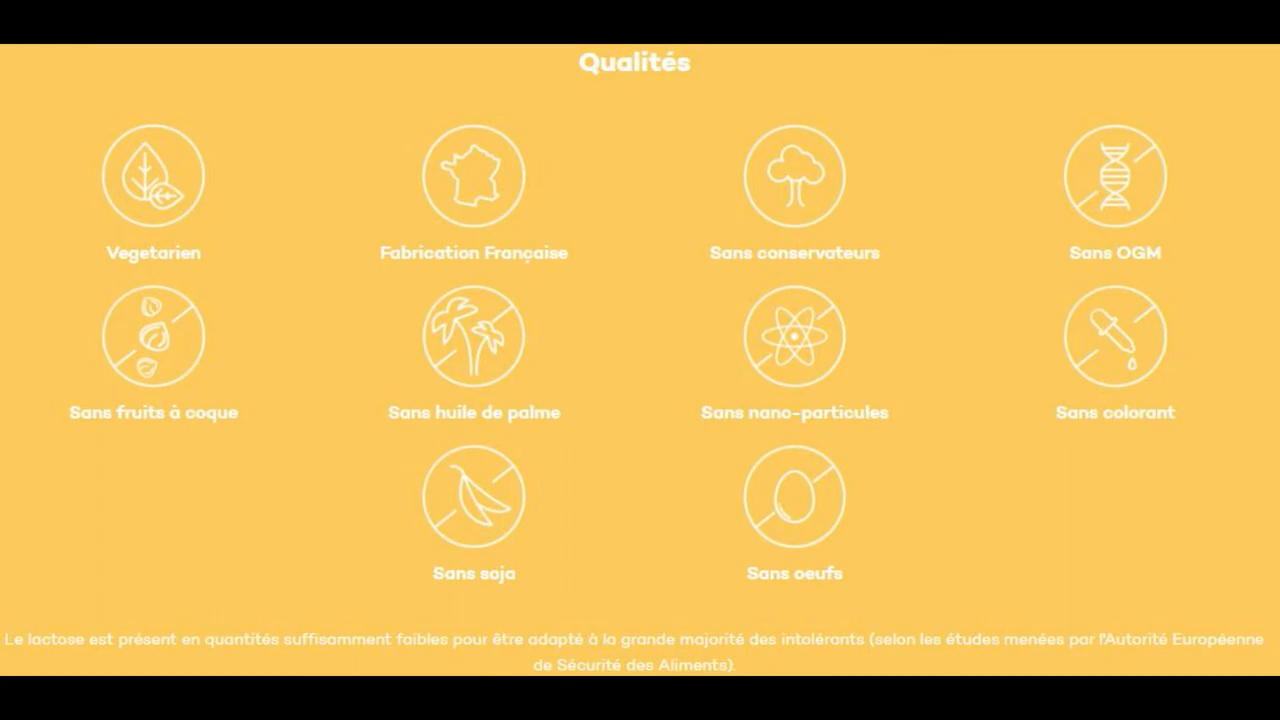 Qualités
Vegetarien
Fabrication Française
Sans conservateurs
Sans OGM
Sans fruits à coque
Sans huile de palme
Sans nano-particules
Sans colorant
Sans soja
Sans oeufs
Le lactose est présent en quantités suffisamment faibles pour être adapté à la grande majorité des intolérants (selon les études menées par l'Autorité Européenne
de Sécurité des Aliments).